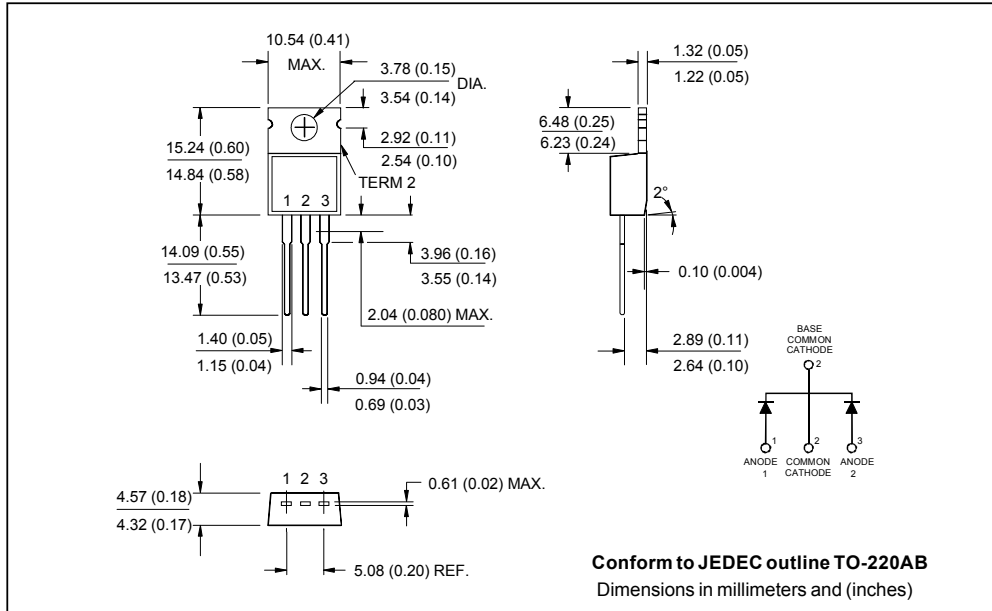 10.54 (0.41)
MAX.
3.78 (0.15)
3.54 (0.14)
DIA.
2.92 (0.11)
2.54 (0.10)
TERM 2
15.24 (0.60)
14.84 (0.58)
1 2 3
14.09 (0.55)
13.47 (0.53)
3.96 (0.16)
3.55 (0.14)
2.04 (0.080) MAX.
1.40 (0.05)
1.15 (0.04)
0.94 (0.04)
0.69 (0.03)
1.32 (0.05)
1.22 (0.05)
6.48 (0.25)
6.23 (0.24)
2°
0.10 (0.004)
2.89 (0.11)
2.64 (0.10)
BASE
COMMON
CATHODE
2
1 2 3
ANODE COMMON ANODE
1 CATHODE 2
1 2 3
4.57 (0.18)
4.32 (0.17)
0.61 (0.02) MAX.
5.08 (0.20) REF.
Conform to JEDEC outline TO-220AB
Dimensions in millimeters and (inches)